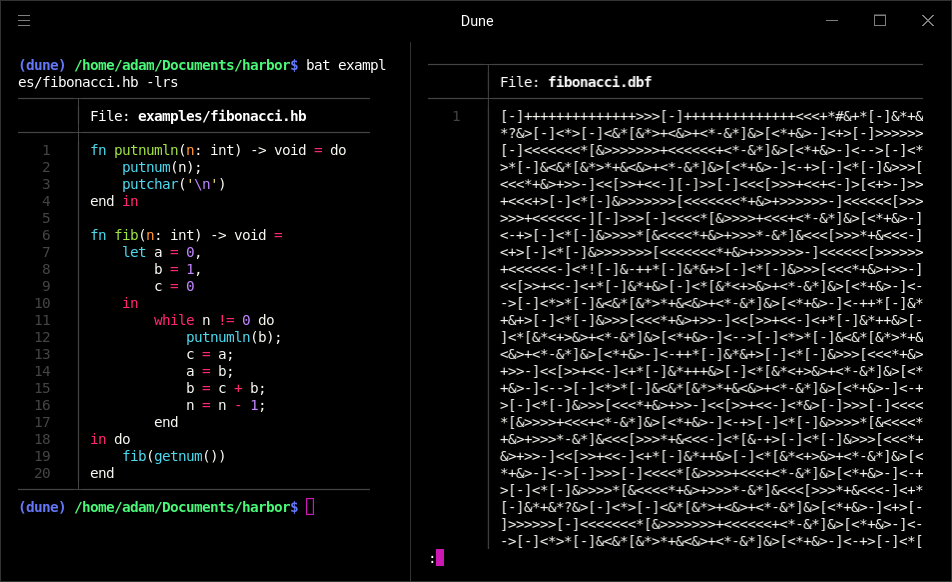 Dune
(dune) /home/adam/Documents/harbor$ bat exampl
es/fibonacci.hb -lrs
File: examples/fibonacci.hb
1 fn putnumln(n: int) -> void = do
2     putnum(n);
3     putchar('\n')
4 end in
5
6 fn fib(n: int) -> void =
7     let a = 0,
8         b = 1,
9         c = 0
10     in
11         while n != 0 do
12             putnumln(b);
13             c = a;
14             a = b;
15             b = c + b;
16             n = n - 1;
17         end
18 in do
19     fib(getnum())
20 end
(dune) /home/adam/Documents/harbor$
File: fibonacci.dbf
1 [-]++++++++++++++>>>[-]++++++++++++++<<<+*#&+*[-]&*+&
*?&>[-]<*>[-]<&*[&*>+<&>+<*-&*]&>[<*+&>-]<+>[-]>>>>>>
[-]<<<<<<<*[&>>>>>>>+<<<<<<+<*-&*]&>[<*+&>-]<-->[-]<*
>*[-]&<&*[&*>*+&<&>+<*-&*]&>[<*+&>-]<-+>[-]<*[-]&>>>[
<<<*+&>+>>-]<<[>>+<<-][-]>>[-]<<<[>>>+<<+<-]>[<+>-]>>
+<<<+>[-]<*[-]&>>>>>>>[<<<<<<<*+&>+>>>>>>-]<<<<<<[>>>
>>>+<<<<<<-][-]>>>[-]<<<<*[&>>>>+<<<+<*-&*]&>[<*+&>-]
<-+>[-]<*[-]&>>>>*[&<<<<*+&>+>>>*-&*]&<<<[>>>*+&<<<-]
<+>[-]<*[-]&>>>>>>>[<<<<<<<*+&>+>>>>>>-]<<<<<<[>>>>>>
+<<<<<<-]<*![-]&-++*[-]&*&+>[-]<*[-]&>>>[<<<*+&>+>>-]
<<[>>+<<-]<+*[-]&*+&>[-]<*[&*<+>&>+<*-&*]&>[<*+&>-]<-
->[-]<*>*[-]&<&*[&*>*+&<&>+<*-&*]&>[<*+&>-]<-++*[-]&*
+&+>[-]<*[-]&>>>[<<<*+&>+>>-]<<[>>+<<-]<+*[-]&*++&>[-
]<*[&*<+>&>+<*-&*]&>[<*+&>-]<-->[-]<*>*[-]&<&*[&*>*+&
<&>+<*-&*]&>[<*+&>-]<-++*[-]&*&+>[-]<*[-]&>>>[<<<*+&>
+>>-]<<[>>+<<-]<+*[-]&*+++&>[-]<*[&*<+>&>+<*-&*]&>[<*
+&>-]<-->[-]<*>*[-]&<&*[&*>*+&<&>+<*-&*]&>[<*+&>-]<-+
>[-]<*[-]&>>>[<<<*+&>+>>-]<<[>>+<<-]<*&>[-]>>>[-]<<<<
*[&>>>>+<<<+<*-&*]&>[<*+&>-]<-+>[-]<*[-]&>>>>*[&<<<<*
+&>+>>>*-&*]&<<<[>>>*+&<<<-]<*[&-+>[-]<*[-]&>>>[<<<*+
&>+>>-]<<[>>+<<-]<+*[-]&*++&>[-]<*[&*<+>&>+<*-&*]&>[<
*+&>-]<->[-]>>>[-]<<<<*[&>>>>+<<<+<*-&*]&>[<*+&>-]<-+
>[-]<*[-]&>>>>*[&<<<<*+&>+>>>*-&*]&<<<[>>>*+&<<<-]<+*
[-]&*+&*?&>[-]<*>[-]<&*[&*>+<&>+<*-&*]&>[<*+&>-]<+>[-
]>>>>>>[-]<<<<<<<*[&>>>>>>>+<<<<<<+<*-&*]&>[<*+&>-]<-
->[-]<*>*[-]&<&*[&*>*+&<&>+<*-&*]&>[<*+&>-]<-+>[-]<*[
: